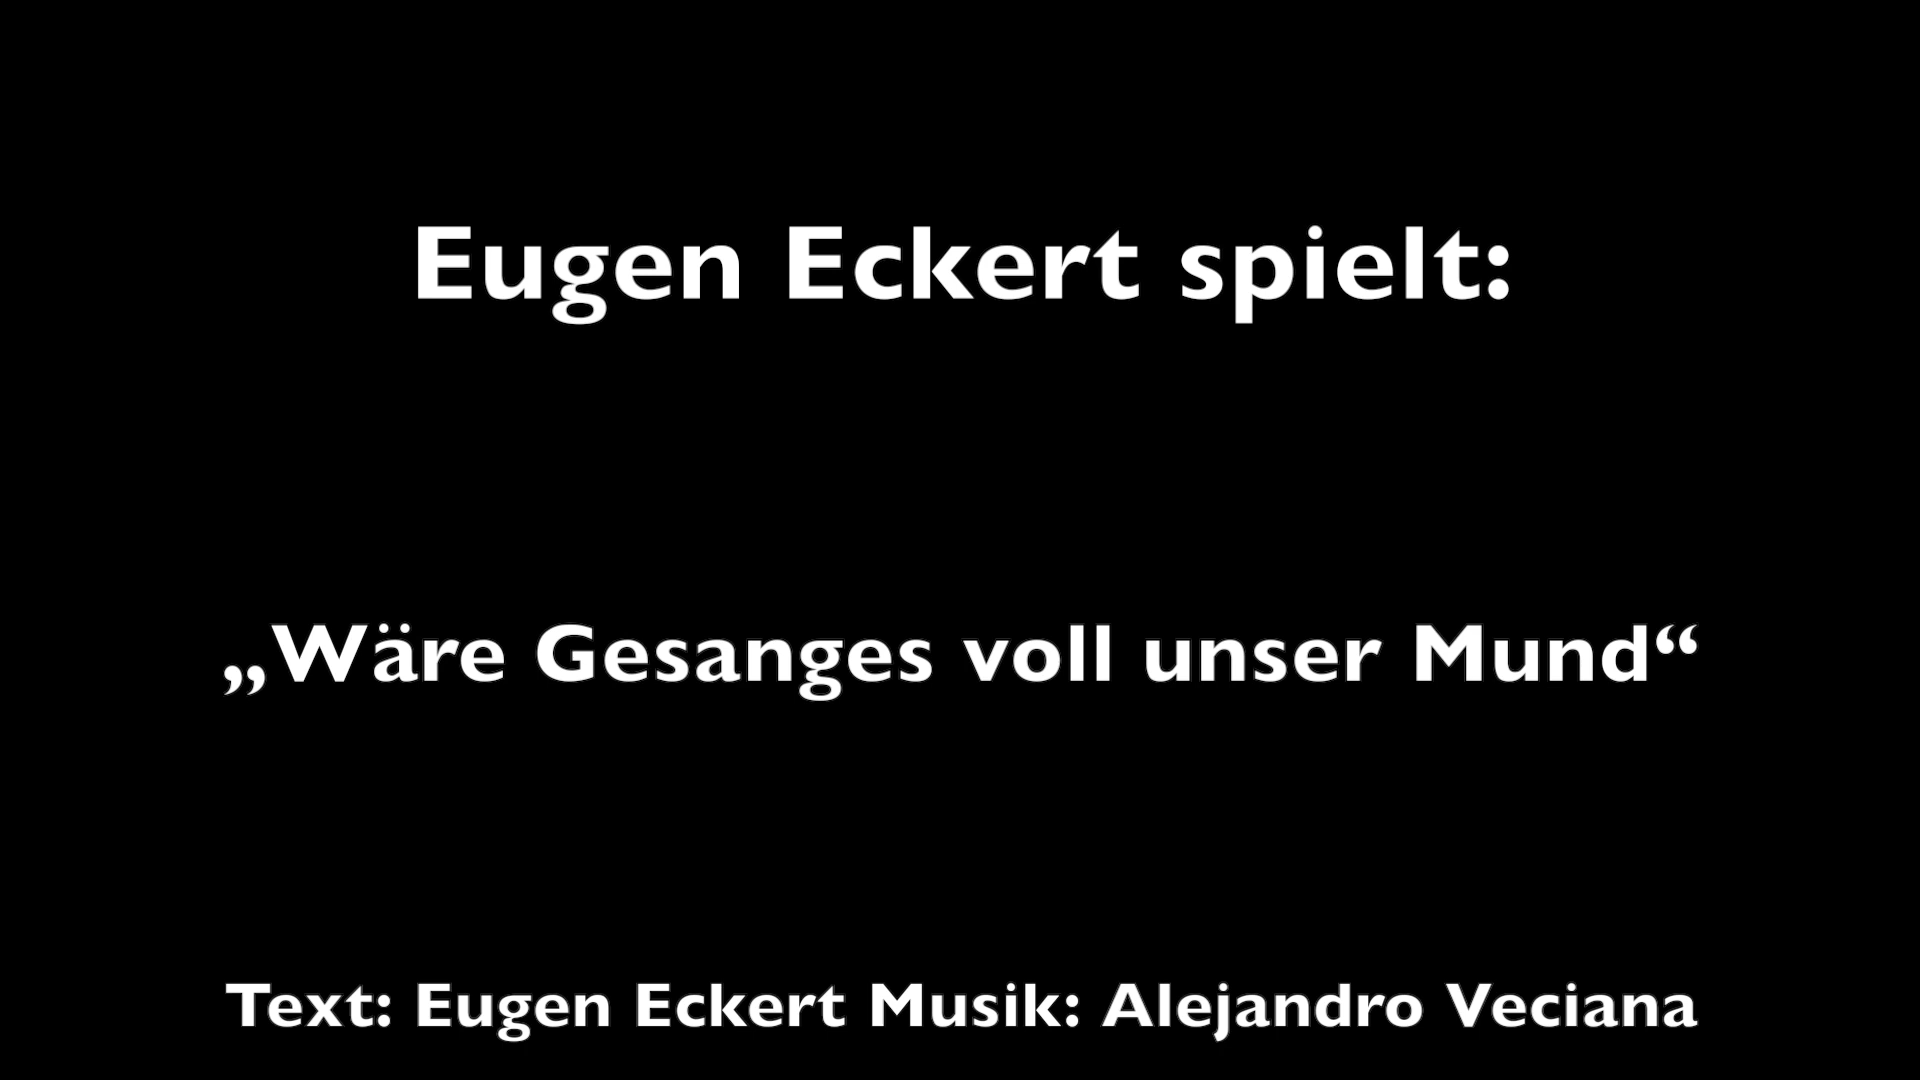 Eugen Eckert spielt:
„Wäre Gesanges voll unser Mund“
Text: Eugen Eckert Musik: Alejandro Veciana